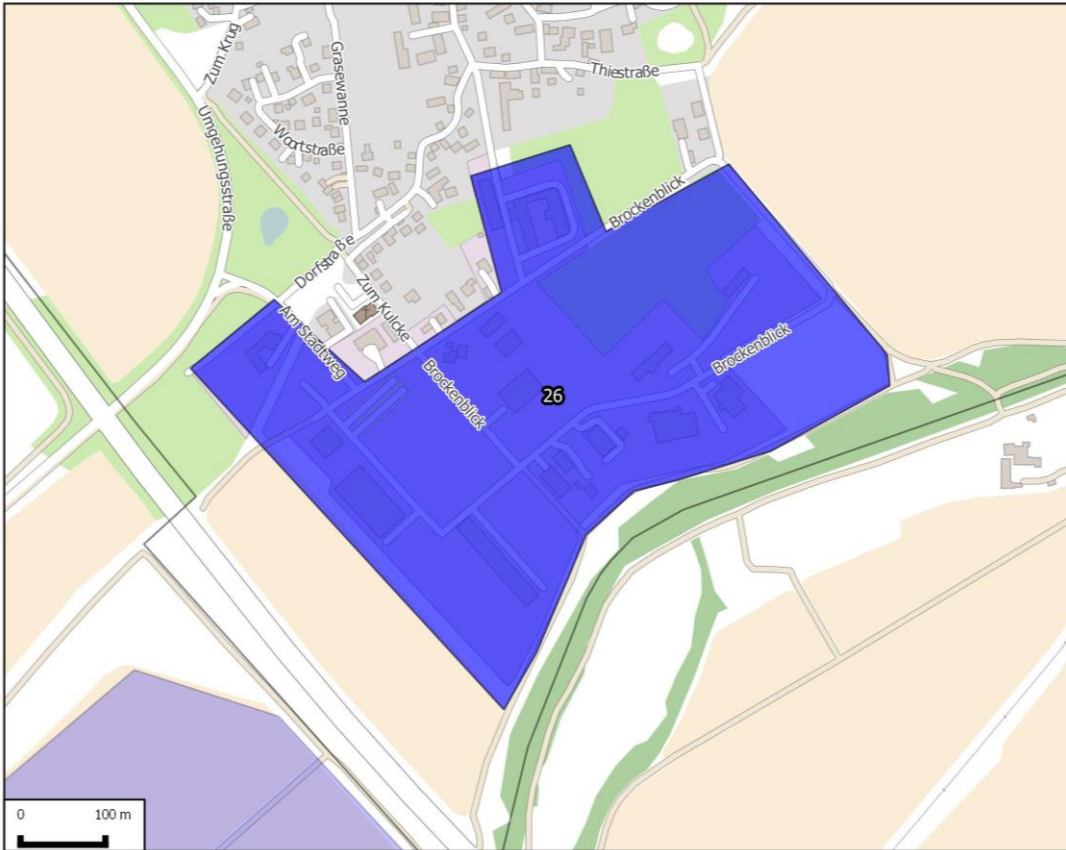 Zum Krug
Grasewanne
Thiestraße
Woortstraße
Umgehungsstraße
Brockenblick
Dorfstraße
Zum Kulcke
Am Stadtweg
Brockenblick
Brockenblick
26
0 100 m